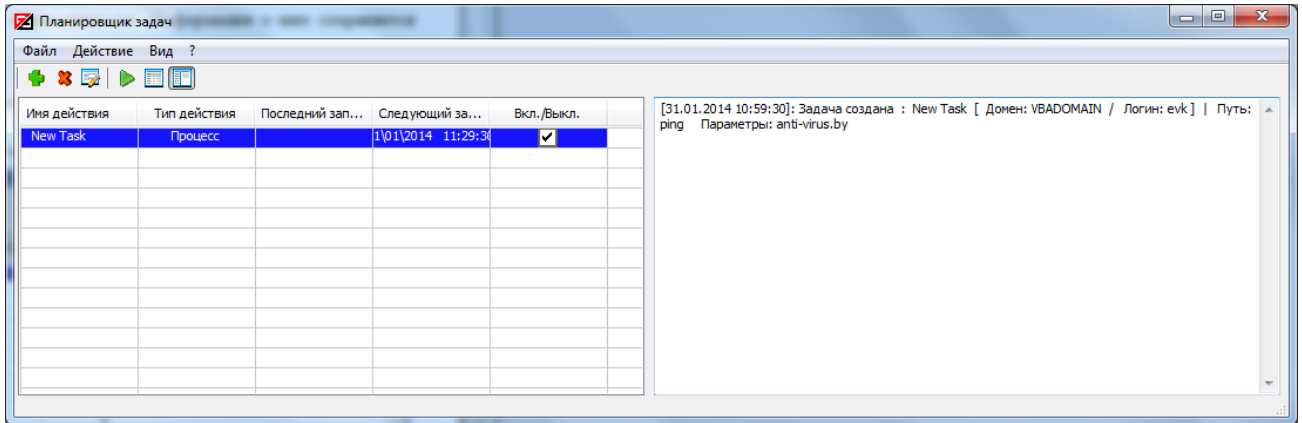 Планировщик задач
Файл Действие Вид ?
Имя действия Тип действия Последний зап... Следующий за... Вкл./Выкл.
New Task Процесс 1\01\2014 11:29:30
[31.01.2014 10:59:30]: Задача создана : New Task [ Домен: VBADOMAIN / Логин: evk ] | Путь:
ping Параметры: anti-virus.by